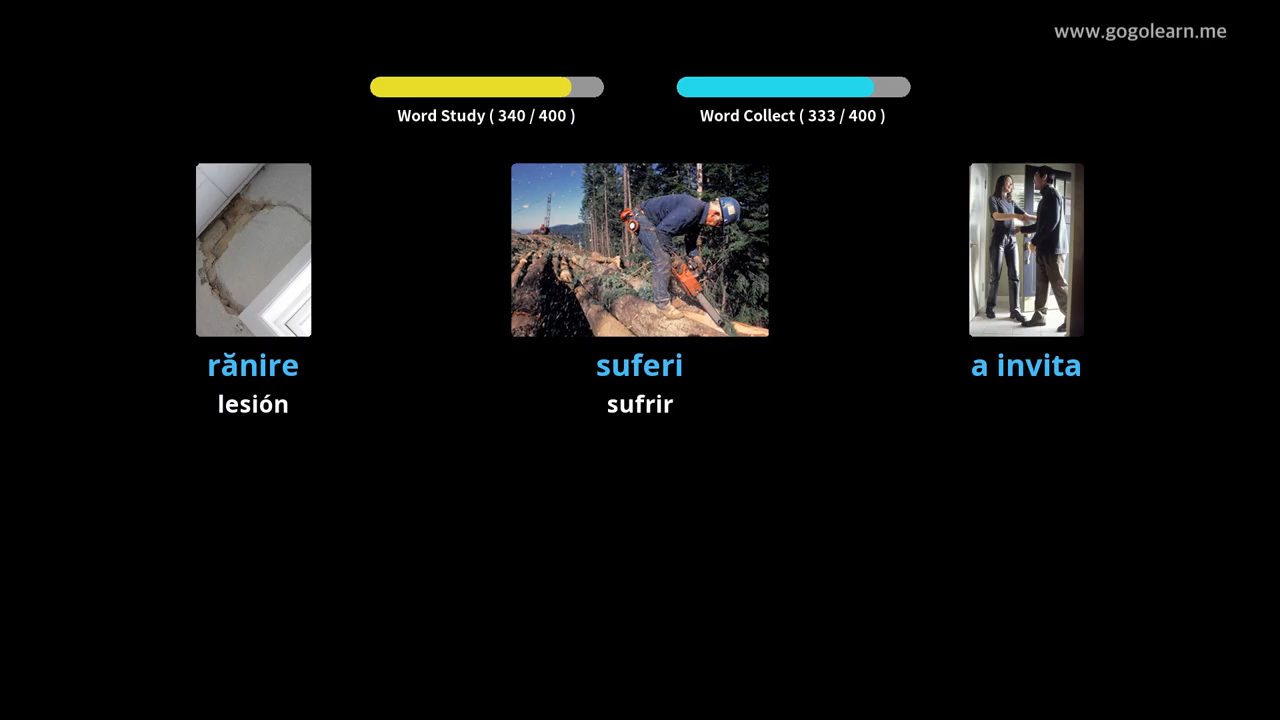 www.gogolearn.me
Word Study ( 340 / 400 )
Word Collect ( 333 / 400 )
rănire
suferi
a invita
lesión
sufrir